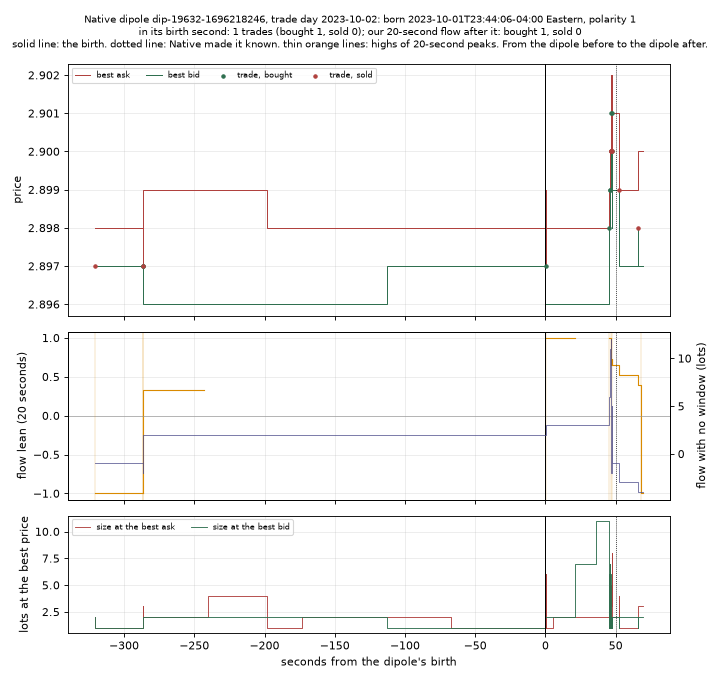 Native dipole dip-19632-1696218246, trade day 2023-10-02: born 2023-10-01T23:44:06-04:00 Eastern, polarity 1
in its birth second: 1 trades (bought 1, sold 0); our 20-second flow after it: bought 1, sold 0
solid line: the birth. dotted line: Native made it known. thin orange lines: highs of 20-second peaks. From the dipole before to the dipole after.
best ask
best bid
trade, bought
trade, sold
2.902
2.901
2.900
2.899
2.898
2.897
2.896
price
1.0
0.5
0.0
−0.5
−1.0
flow lean (20 seconds)
10
5
0
flow with no window (lots)
size at the best ask
size at the best bid
10.0
7.5
5.0
2.5
lots at the best price
−300
−250
−200
−150
−100
−50
0
50
seconds from the dipole's birth